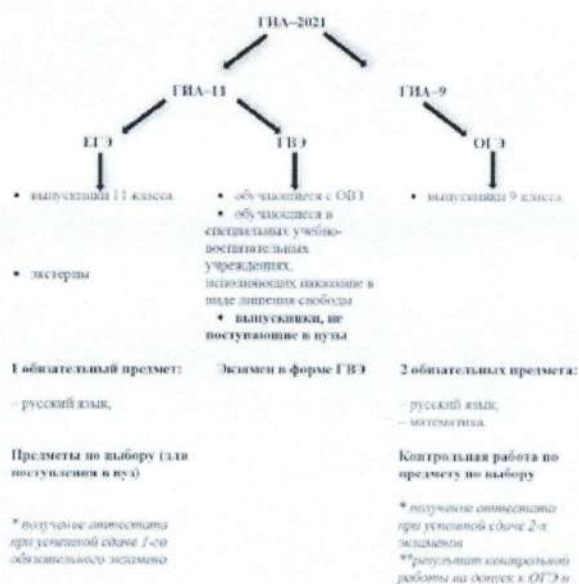 ГИА–2021
ГИА–11
ГИА–9
ЕГЭ
ГВЭ
ОГЭ
• выпускники 11 класса
• экстерны
• обучающиеся с ОВЗ
• обучающиеся в
специальных учебно-
воспитательных
учреждениях,
исполняющих наказание в
виде лишения свободы
• выпускники, не
поступающие в вузы
• выпускники 9 класса
1 обязательный предмет:
– русский язык,
Предметы по выбору (для
поступления в вуз)
* получение аттестата
при успешной сдаче 1-го
обязательного экзамена
Экзамен в форме ГВЭ
2 обязательных предмета:
– русский язык,
– математика.
Контрольная работа по
предмету по выбору
* получение аттестата
при успешной сдаче 2-х
экзаменов
**результат контрольной
работы на допуск к ОГЭ и